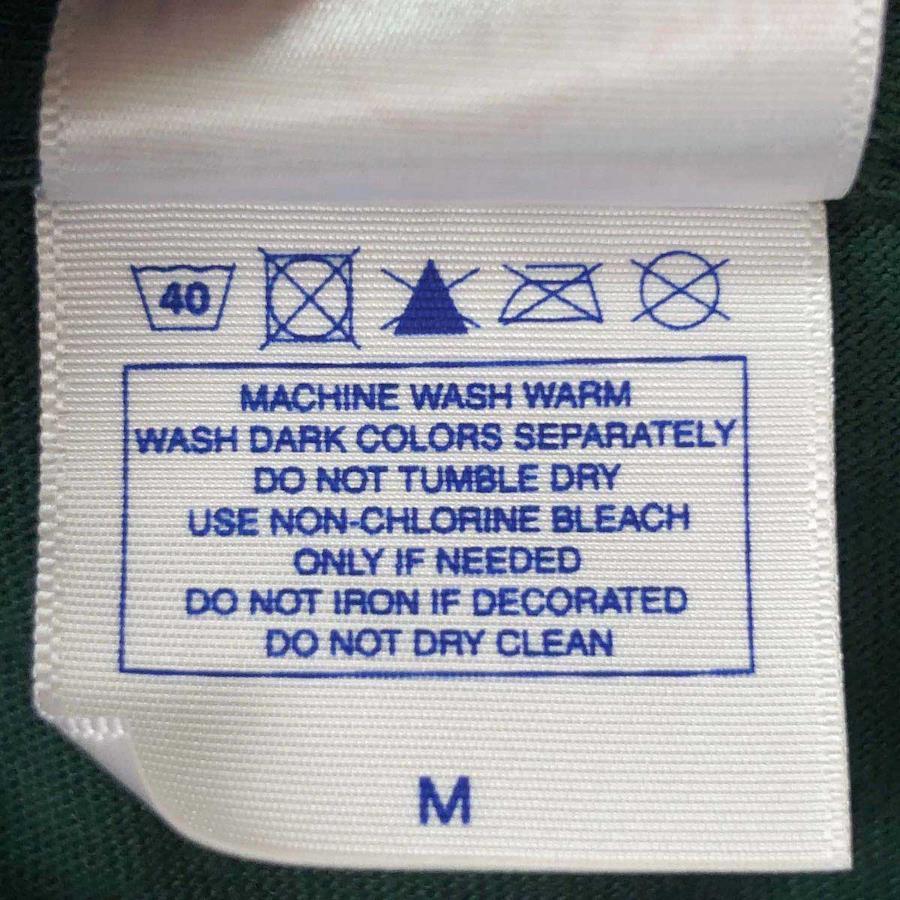 40
MACHINE WASH WARM
WASH DARK COLORS SEPARATELY
DO NOT TUMBLE DRY
USE NON-CHLORINE BLEACH
ONLY IF NEEDED
DO NOT IRON IF DECORATED
DO NOT DRY CLEAN
M